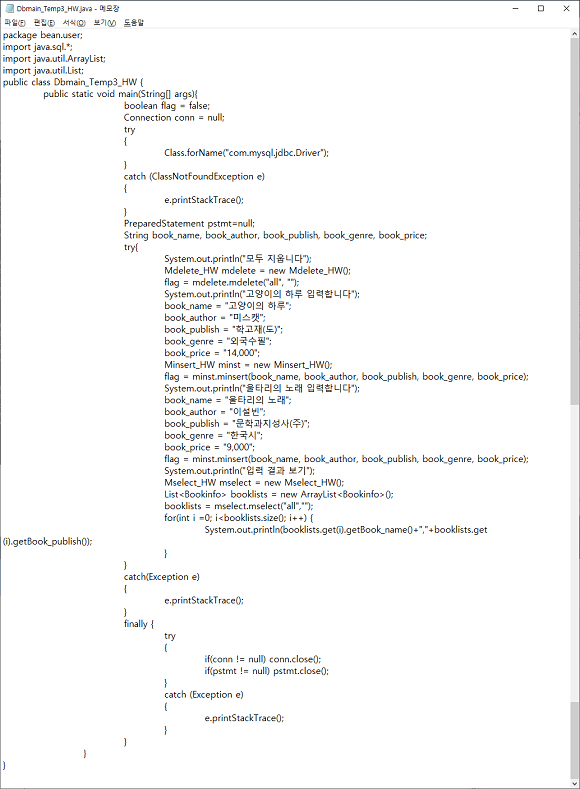 Dbmain_Temp3_HW.java - 메모장
파일(F) 편집(E) 서식(O) 보기(V) 도움말
package bean.user;
import java.sql.*;
import java.util.ArrayList;
import java.util.List;
public class Dbmain_Temp3_HW {
public static void main(String[] args){
boolean flag = false;
Connection conn = null;
try
{
Class.forName("com.mysql.jdbc.Driver");
}
catch (ClassNotFoundException e)
{
e.printStackTrace();
}
PreparedStatement pstmt=null;
String book_name, book_author, book_publish, book_genre, book_price;
try{
System.out.println("모두 지웁니다");
Mdelete_HW mdelete = new Mdelete_HW();
flag = mdelete.mdelete("all", "");
System.out.println("고양이의 하루 입력합니다");
book_name = "고양이의 하루";
book_author = "미스캣";
book_publish = "학고재(도)";
book_genre = "외국수필";
book_price = "14,000";
Minsert_HW minst = new Minsert_HW();
flag = minst.minsert(book_name, book_author, book_publish, book_genre, book_price);
System.out.println("울타리의 노래 입력합니다");
book_name = "울타리의 노래";
book_author = "이설빈";
book_publish = "문학과지성사(주)";
book_genre = "한국시";
book_price = "9,000";
flag = minst.minsert(book_name, book_author, book_publish, book_genre, book_price);
System.out.println("입력 결과 보기");
Mselect_HW mselect = new Mselect_HW();
List<Bookinfo> booklists = new ArrayList<Bookinfo>();
booklists = mselect.mselect("all","");
for(int i =0; i<booklists.size(); i++) {
System.out.println(booklists.get(i).getBook_name()+","+booklists.get
(i).getBook_publish());
}
}
catch(Exception e)
{
e.printStackTrace();
}
finally {
try
{
if(conn != null) conn.close();
if(pstmt != null) pstmt.close();
}
catch (Exception e)
{
e.printStackTrace();
}
}
}
}